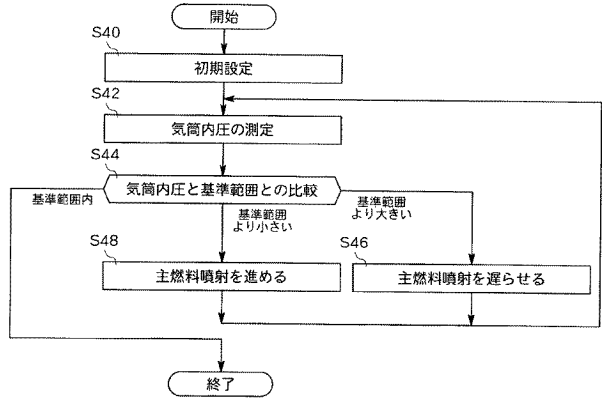 開始
S40
初期設定
S42
気筒内圧の測定
S44
気筒内圧と基準範囲との比較
基準範囲内
基準範囲
より小さい
基準範囲
より大きい
S48
主燃料噴射を進める
S46
主燃料噴射を遅らせる
終了